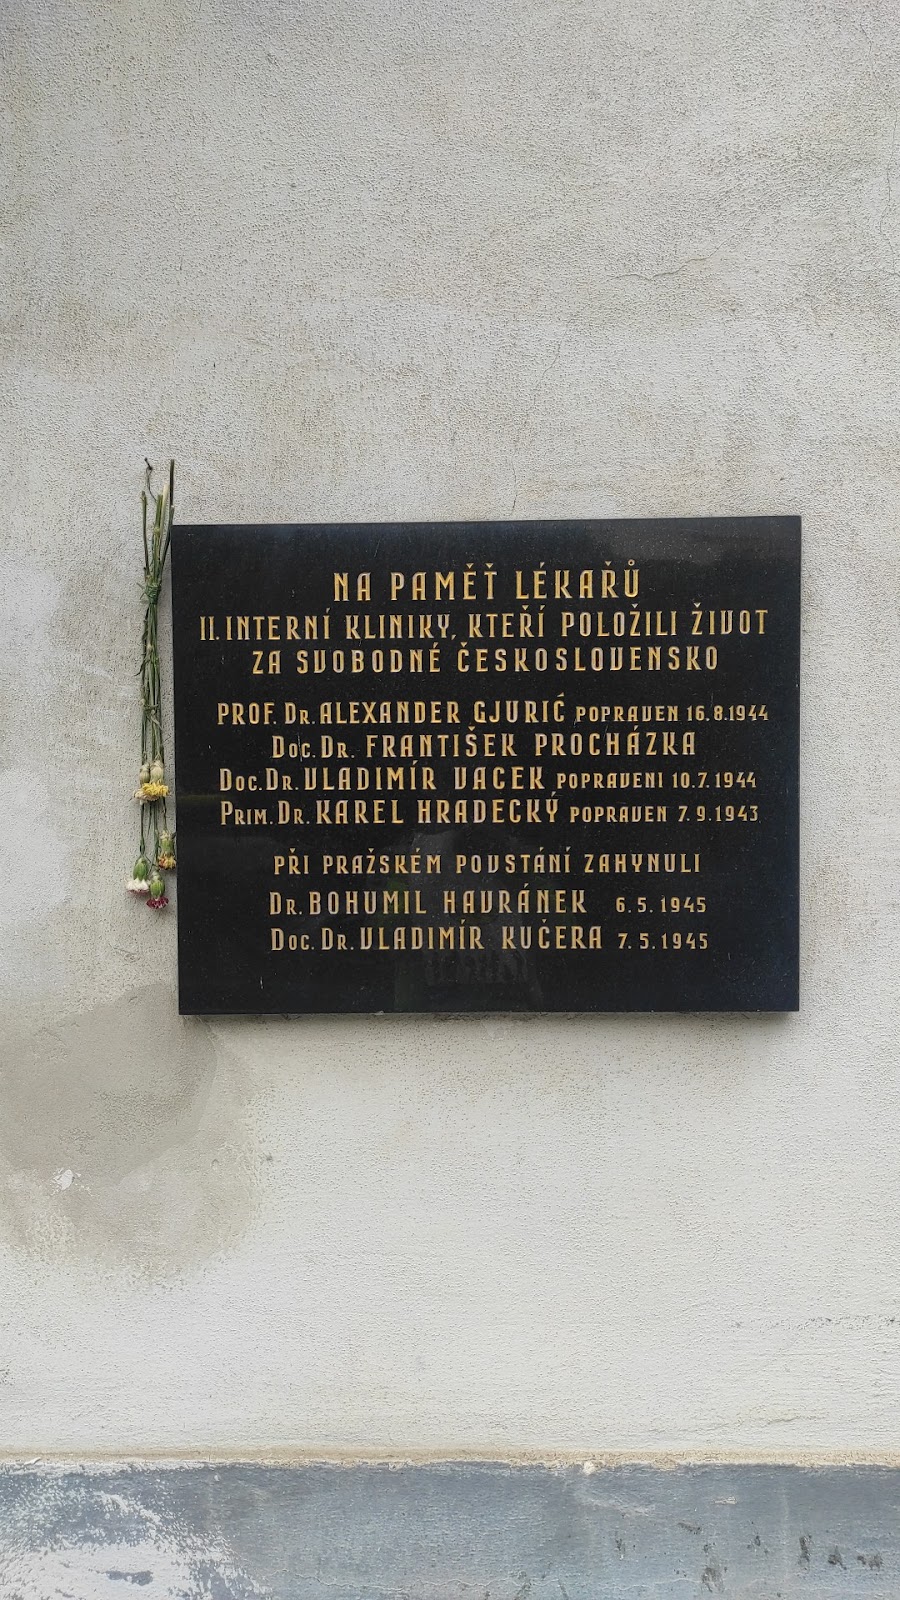 NA PAMĚŤ LÉKAŘŮ
II. INTERNÍ KLINIKY, KTEŘÍ POLOŽILI ŽIVOT
ZA SVOBODNÉ ČESKOSLOVENSKO
PROF. DR. ALEXANDER GJURIĆ POPRAVEN 16.8.1944
DOC. DR. FRANTIŠEK PROCHÁZKA
DOC. DR. VLADIMÍR VACEK POPRAVENI 10.7.1944
PRIM. DR. KAREL HRADECKÝ POPRAVEN 7.9.1943
PŘI PRAŽSKÉM POVSTÁNÍ ZAHYNULI
DR. BOHUMIL HAVRÁNEK 6.5.1945
DOC. DR. VLADIMÍR KUČERA 7.5.1945